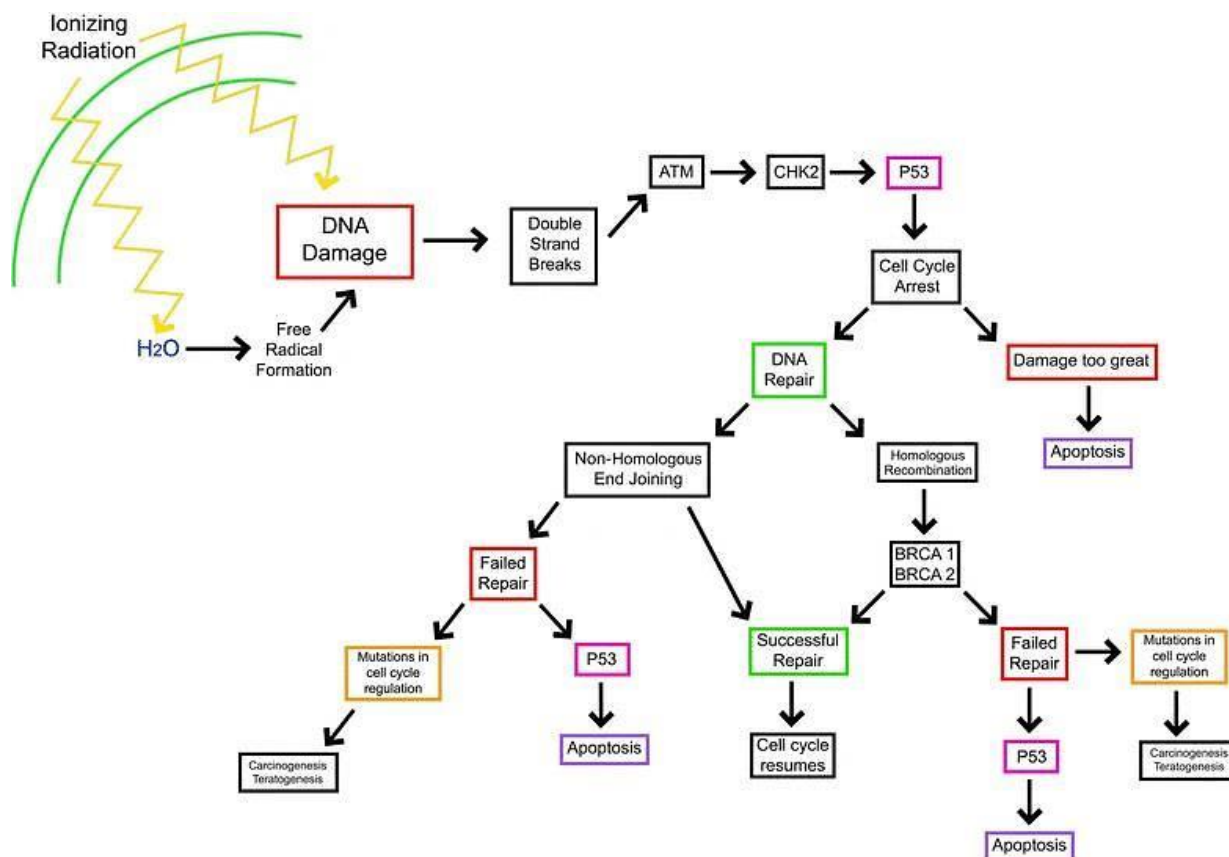 Ionizing
Radiation
ATM
CHK2
P53
DNA
Damage
Double
Strand
Breaks
Cell Cycle
Arrest
H2O
Free
Radical
Formation
DNA
Repair
Damage too great
Non-Homologous
End Joining
Homologous
Recombination
Apoptosis
Failed
Repair
BRCA 1
BRCA 2
Mutations in
cell cycle
regulation
P53
Successful
Repair
Failed
Repair
Mutations in
cell cycle
regulation
Carcinogenesis
Teratogenesis
Apoptosis
Cell cycle
resumes
P53
Carcinogenesis
Teratogenesis
Apoptosis